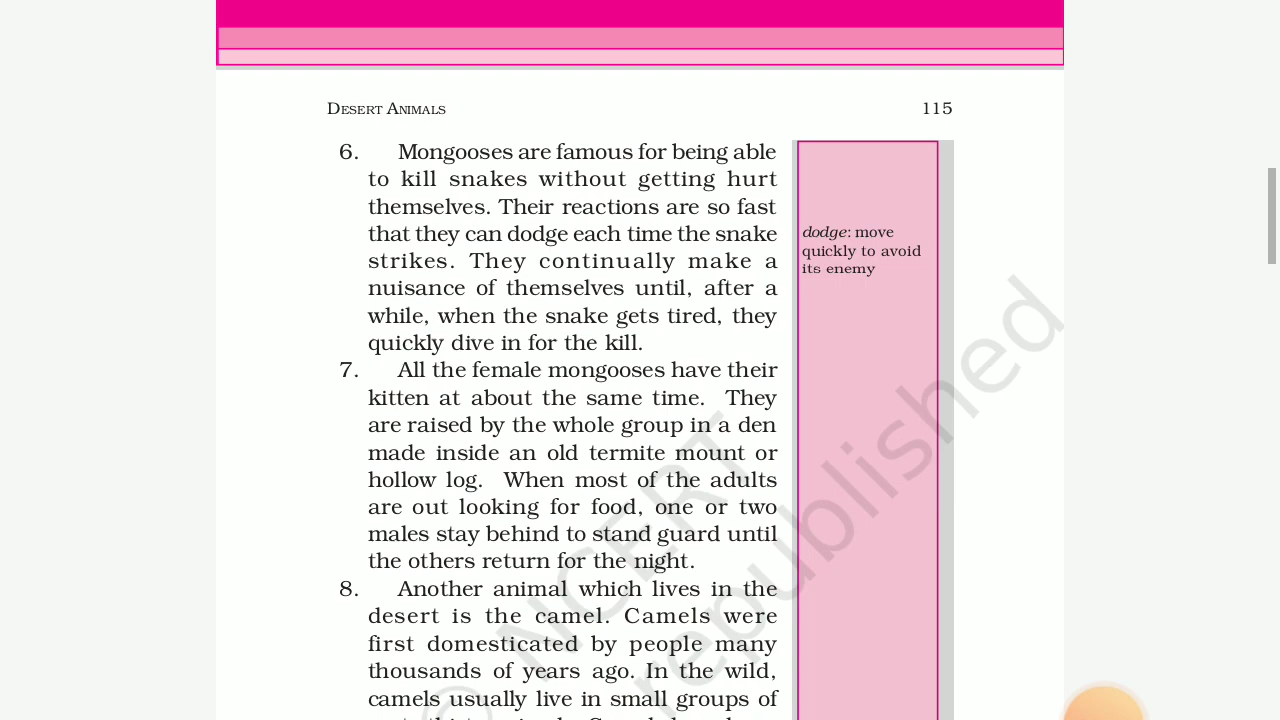 DESERT ANIMALS 115
6. Mongooses are famous for being able
to kill snakes without getting hurt
themselves. Their reactions are so fast
that they can dodge each time the snake
strikes. They continually make a
nuisance of themselves until, after a
while, when the snake gets tired, they
quickly dive in for the kill.
dodge: move
quickly to avoid
its enemy
7. All the female mongooses have their
kitten at about the same time. They
are raised by the whole group in a den
made inside an old termite mount or
hollow log. When most of the adults
are out looking for food, one or two
males stay behind to stand guard until
the others return for the night.
8. Another animal which lives in the
desert is the camel. Camels were
first domesticated by people many
thousands of years ago. In the wild,
camels usually live in small groups of
© NCERT
republished